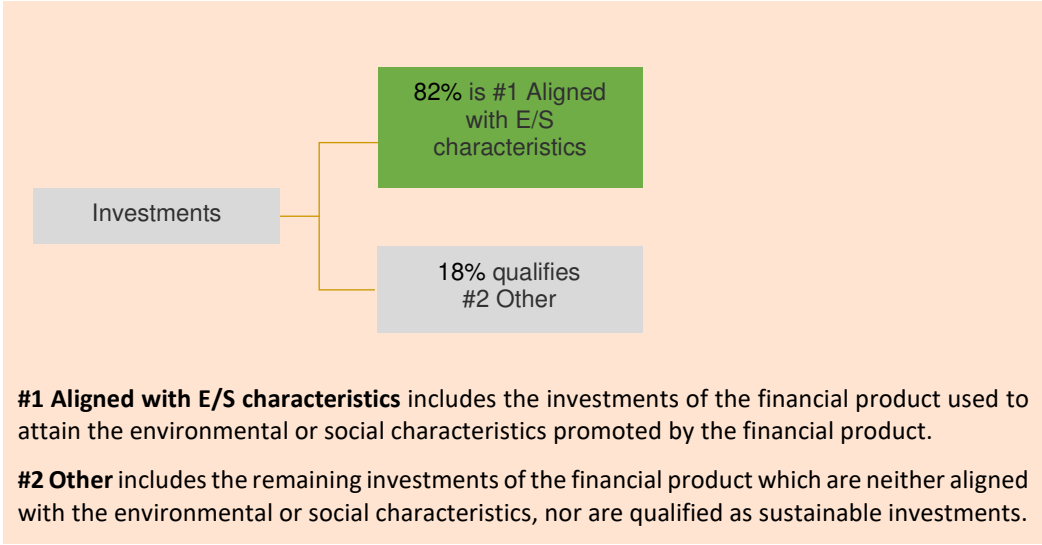 82% is #1 Aligned
with E/S
characteristics
Investments
18% qualifies
#2 Other
#1 Aligned with E/S characteristics includes the investments of the financial product used to
attain the environmental or social characteristics promoted by the financial product.
#2 Other includes the remaining investments of the financial product which are neither aligned
with the environmental or social characteristics, nor are qualified as sustainable investments.